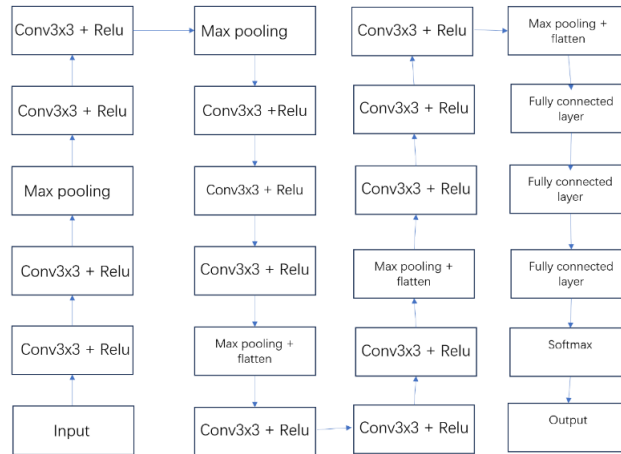 Input
Conv3x3 + Relu
Conv3x3 + Relu
Max pooling
Conv3x3 + Relu
Conv3x3 + Relu
Max pooling
Conv3x3 +Relu
Conv3x3 + Relu
Conv3x3 + Relu
Max pooling +
flatten
Conv3x3 + Relu
Conv3x3 + Relu
Conv3x3 + Relu
Max pooling +
flatten
Conv3x3 + Relu
Conv3x3 + Relu
Conv3x3 + Relu
Max pooling +
flatten
Fully connected
layer
Fully connected
layer
Fully connected
layer
Softmax
Output